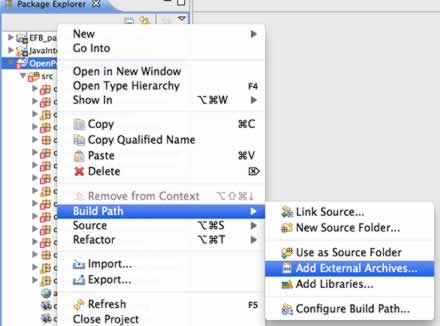 Package Explorer
EFB_pa
JavaInte
OpenPo
src
New
Go Into
Open in New Window
Open Type Hierarchy F4
Show In ⌥⌘W
Copy ⌘C
Copy Qualified Name
Paste ⌘V
Delete ⌦
Remove from Context ⌥⇧⌘↓
Build Path
Source ⌥⌘S
Refactor ⌥⌘T
Import...
Export...
Refresh F5
Close Project
Link Source...
New Source Folder...
Use as Source Folder
Add External Archives...
Add Libraries...
Configure Build Path...